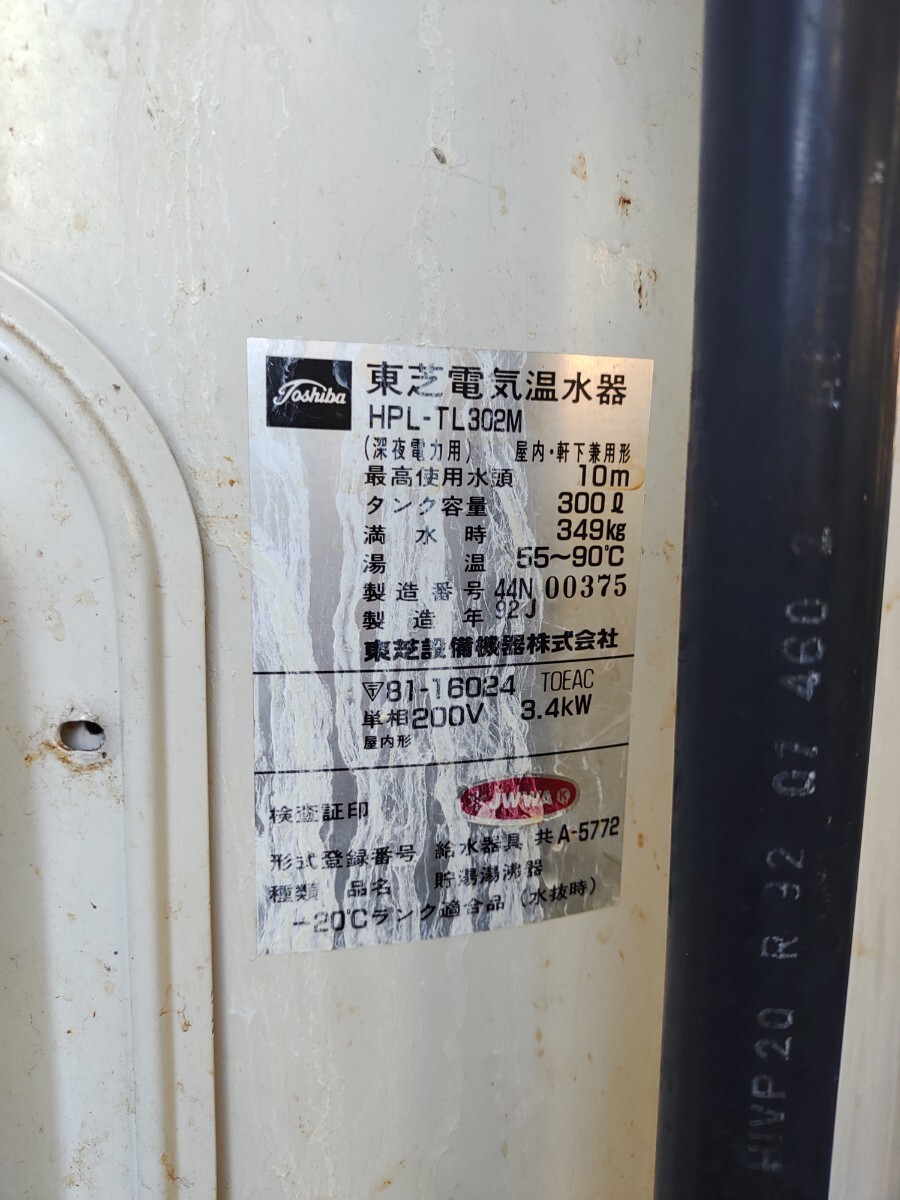 Toshiba
東芝電気温水器
HPL-TL302M
(深夜電力用) 屋内・軒下兼用形
最高使用水頭 10m
タンク容量 300ℓ
満水時 349kg
湯温 55~90℃
製造番号 44N 00375
製造年 92J
東芝設備機器株式会社
81-16024 TOEAC
単相200V 3.4kW
屋内形
検査証印 JWWA K
形式登録番号 給水器具 共A-5772
種類 品名 貯湯湯沸器
-20℃ランク適合品(水抜時)
HIVP 20 R 32 07 460 2